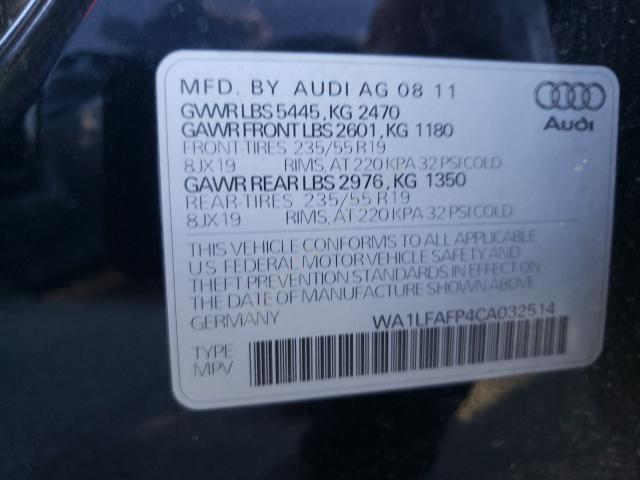 MFD. BY AUDI AG 08 11
GVWR LBS 5445, KG 2470
GAWR FRONT LBS 2601, KG 1180
FRONT-TIRES 235/55 R19
8JX19 RIMS, AT 220 KPA 32 PSI COLD
GAWR REAR LBS 2976, KG 1350
REAR-TIRES 235/55 R19
8JX19 RIMS, AT 220 KPA 32 PSI COLD
THIS VEHICLE CONFORMS TO ALL APPLICABLE
US FEDERAL MOTOR VEHICLE SAFETY AND
THEFT PREVENTION STANDARDS IN EFFECT ON
THE DATE OF MANUFACTURE SHOWN ABOVE
GERMANY WA1LFAFP4CA032514
TYPE
MPV
Audi